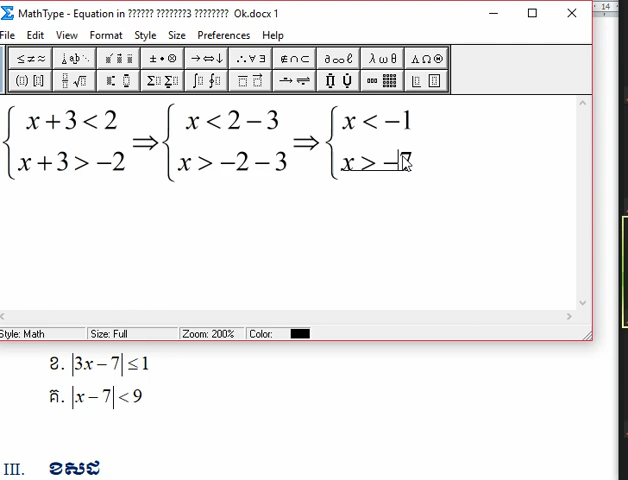 MathType - Equation in ?????? ???????3 ???????? Ok.docx 1
File Edit View Format Style Size Preferences Help
x + 3 < 2 ⇒ x < 2 − 3 ⇒ x < −1
x + 3 > −2 x > −2 − 3 x > −7
Style: Math Size: Full Zoom: 200% Color:
14
ខ. |3x − 7| ≤ 1
គ. |x − 7| < 9
III. ខសដ